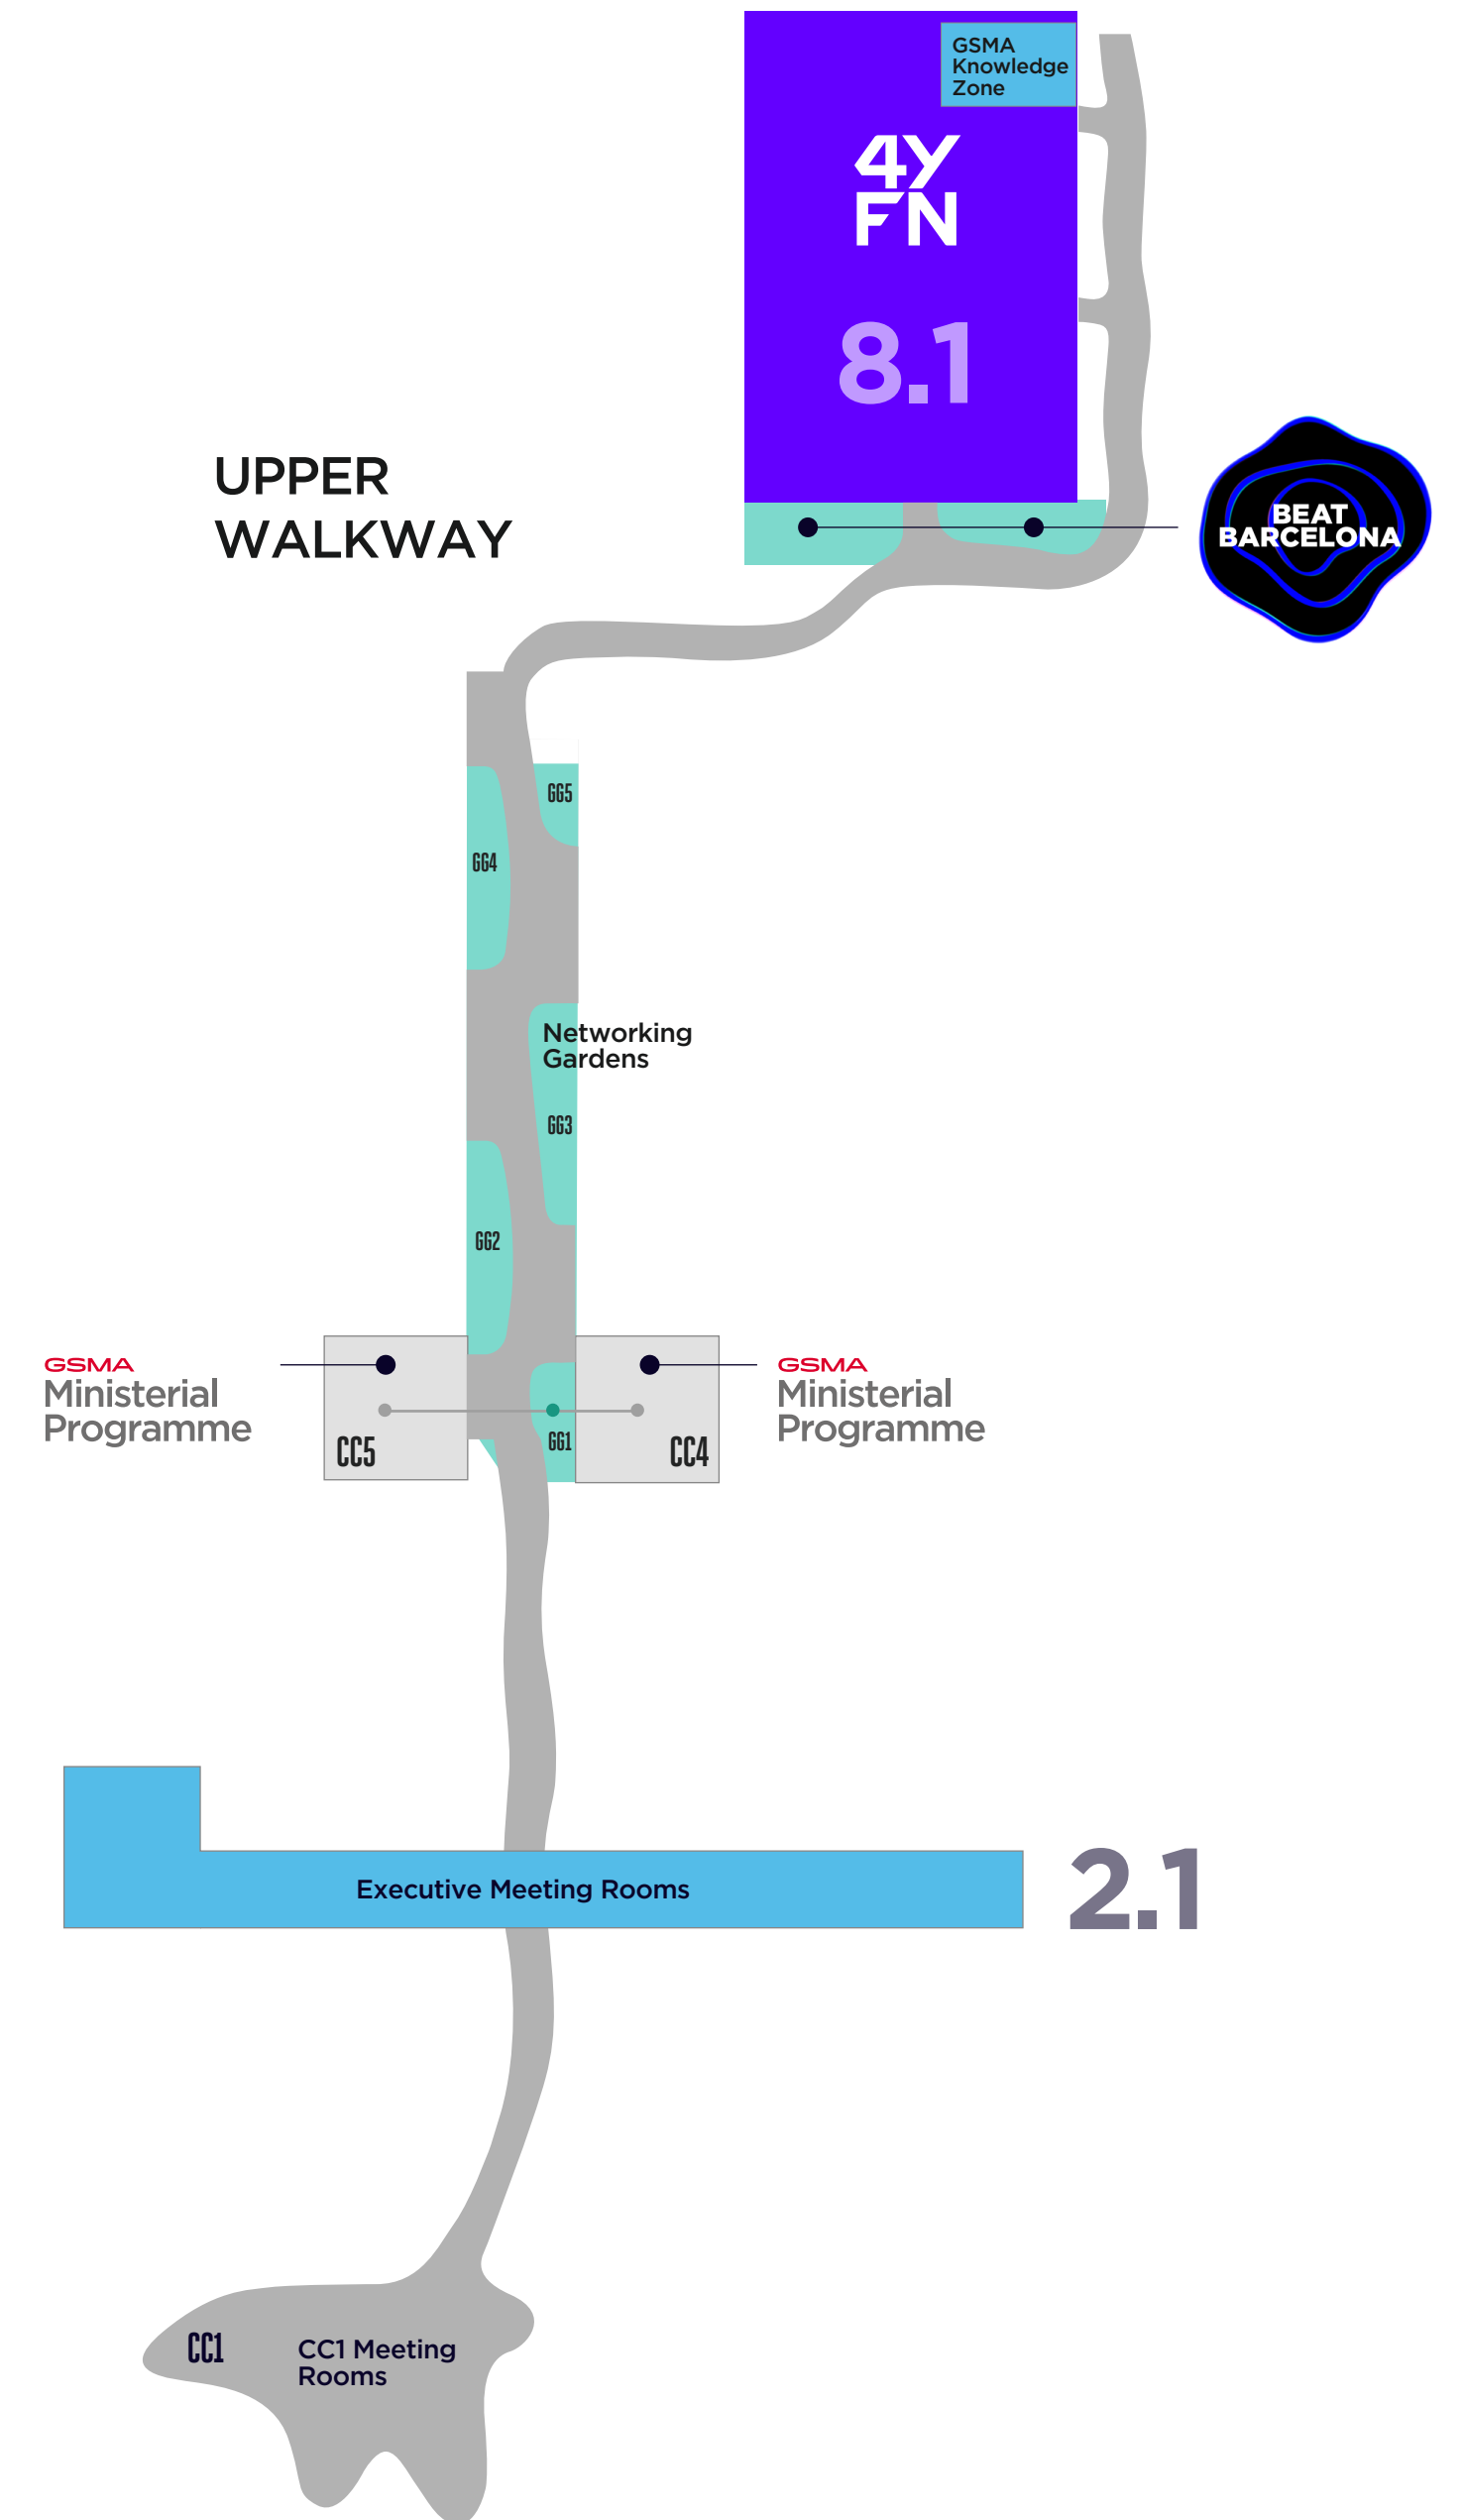 GSMA
Knowledge
Zone
4Y
FN
8.1
UPPER
WALKWAY
BEAT
BARCELONA
GG5
GG4
Networking
Gardens
GG3
GG2
GSMA
Ministerial
Programme
GSMA
Ministerial
Programme
CC5
GG1
CC4
Executive Meeting Rooms
2.1
CC1
CC1 Meeting
Rooms